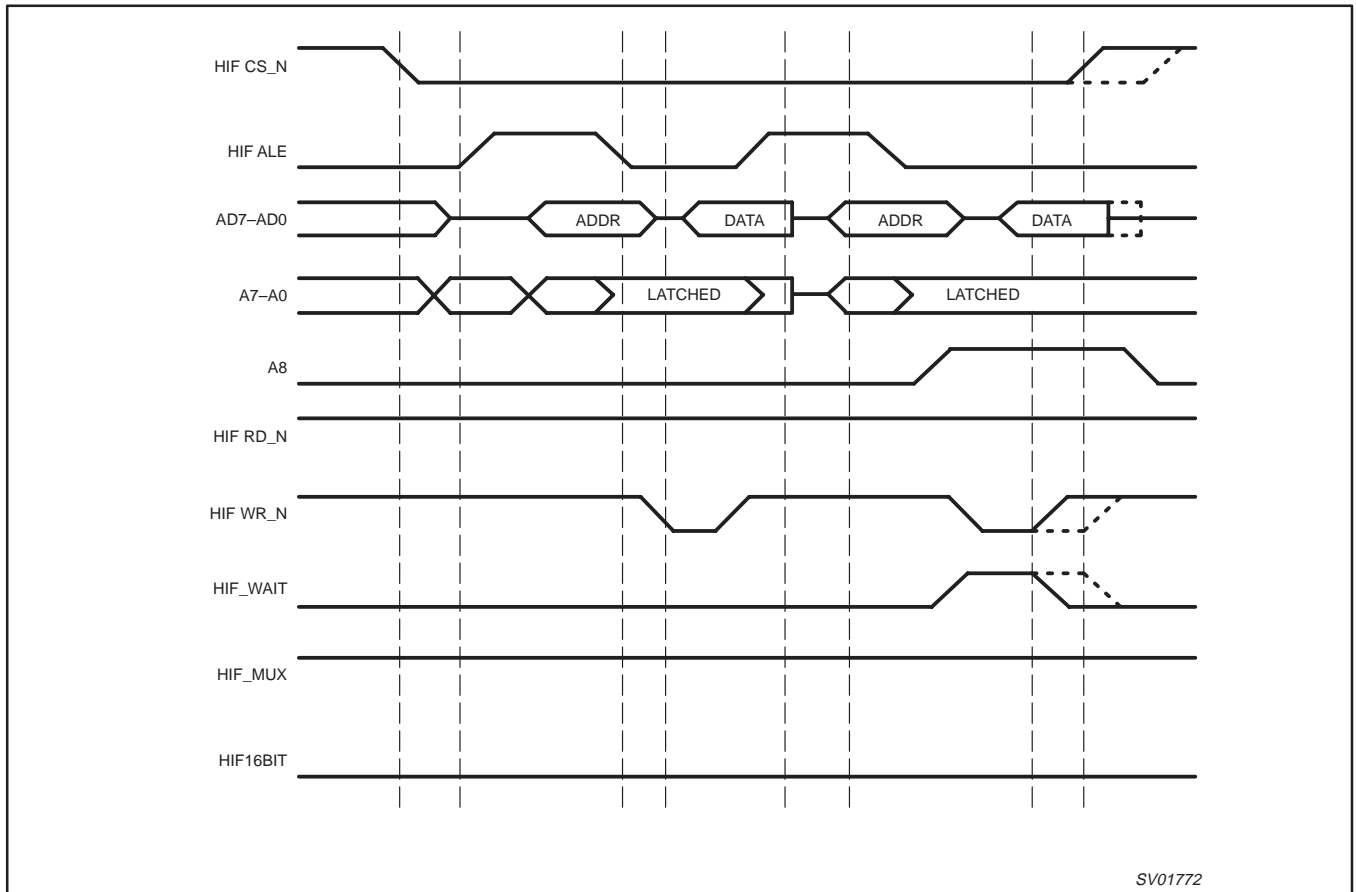 HIF CS_N
HIF ALE
AD7–AD0 ADDR DATA ADDR DATA
A7–A0 LATCHED LATCHED
A8
HIF RD_N
HIF WR_N
HIF_WAIT
HIF_MUX
HIF16BIT
SV01772